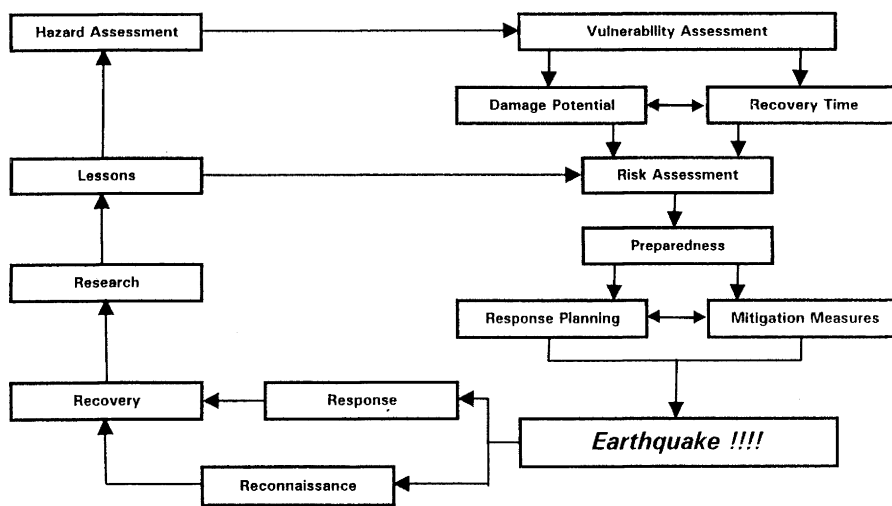 Hazard Assessment
Vulnerability Assessment
Damage Potential
Recovery Time
Lessons
Risk Assessment
Preparedness
Research
Response Planning
Mitigation Measures
Recovery
Response
Earthquake !!!!
Reconnaissance